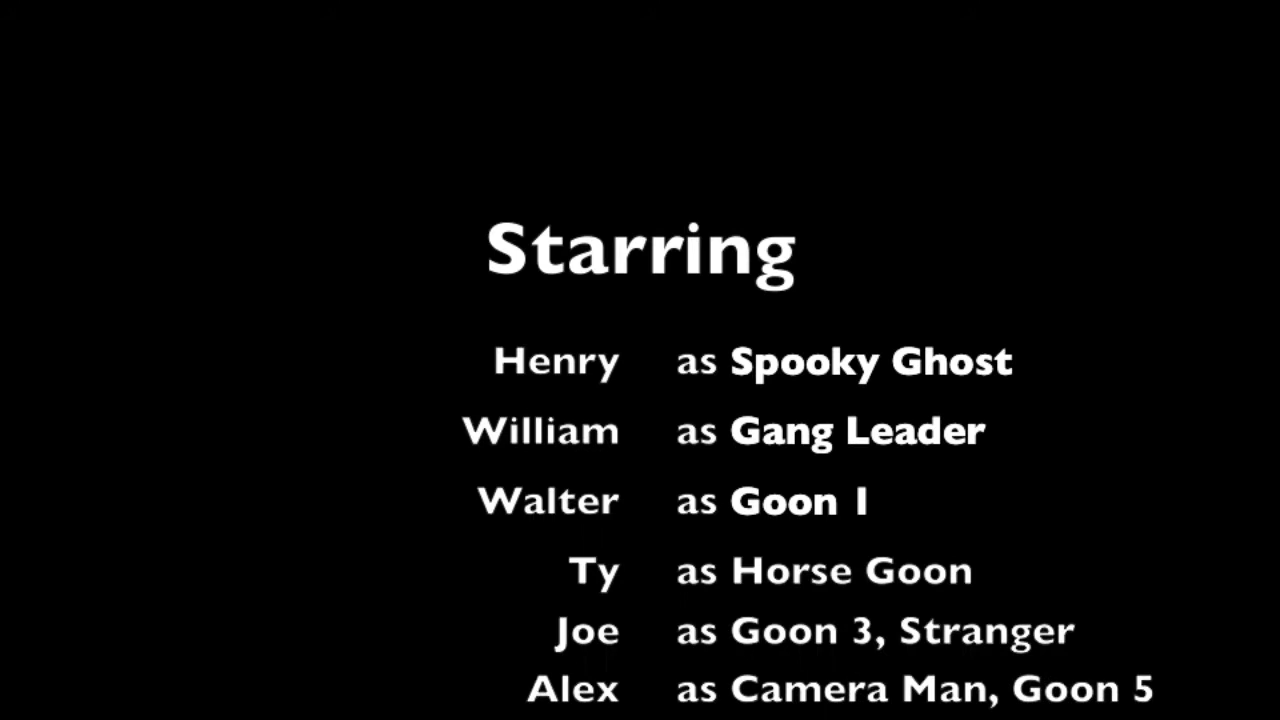 Starring
Henry as Spooky Ghost
William as Gang Leader
Walter as Goon 1
Ty as Horse Goon
Joe as Goon 3, Stranger
Alex as Camera Man, Goon 5